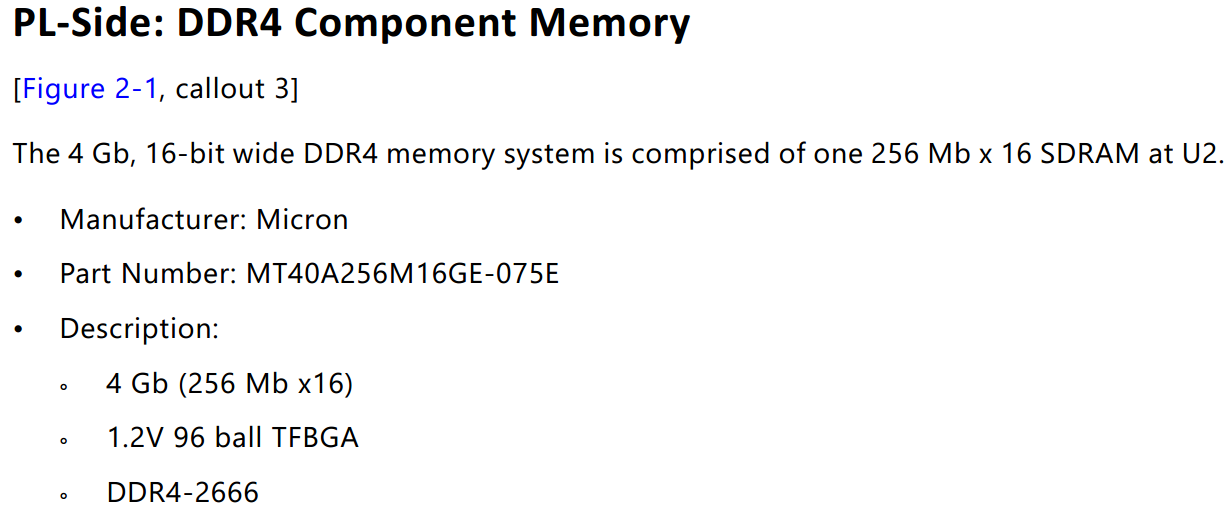 PL-Side: DDR4 Component Memory
[Figure 2-1, callout 3]
The 4 Gb, 16-bit wide DDR4 memory system is comprised of one 256 Mb x 16 SDRAM at U2.
• Manufacturer: Micron
• Part Number: MT40A256M16GE-075E
• Description:
∘ 4 Gb (256 Mb x16)
∘ 1.2V 96 ball TFBGA
∘ DDR4-2666